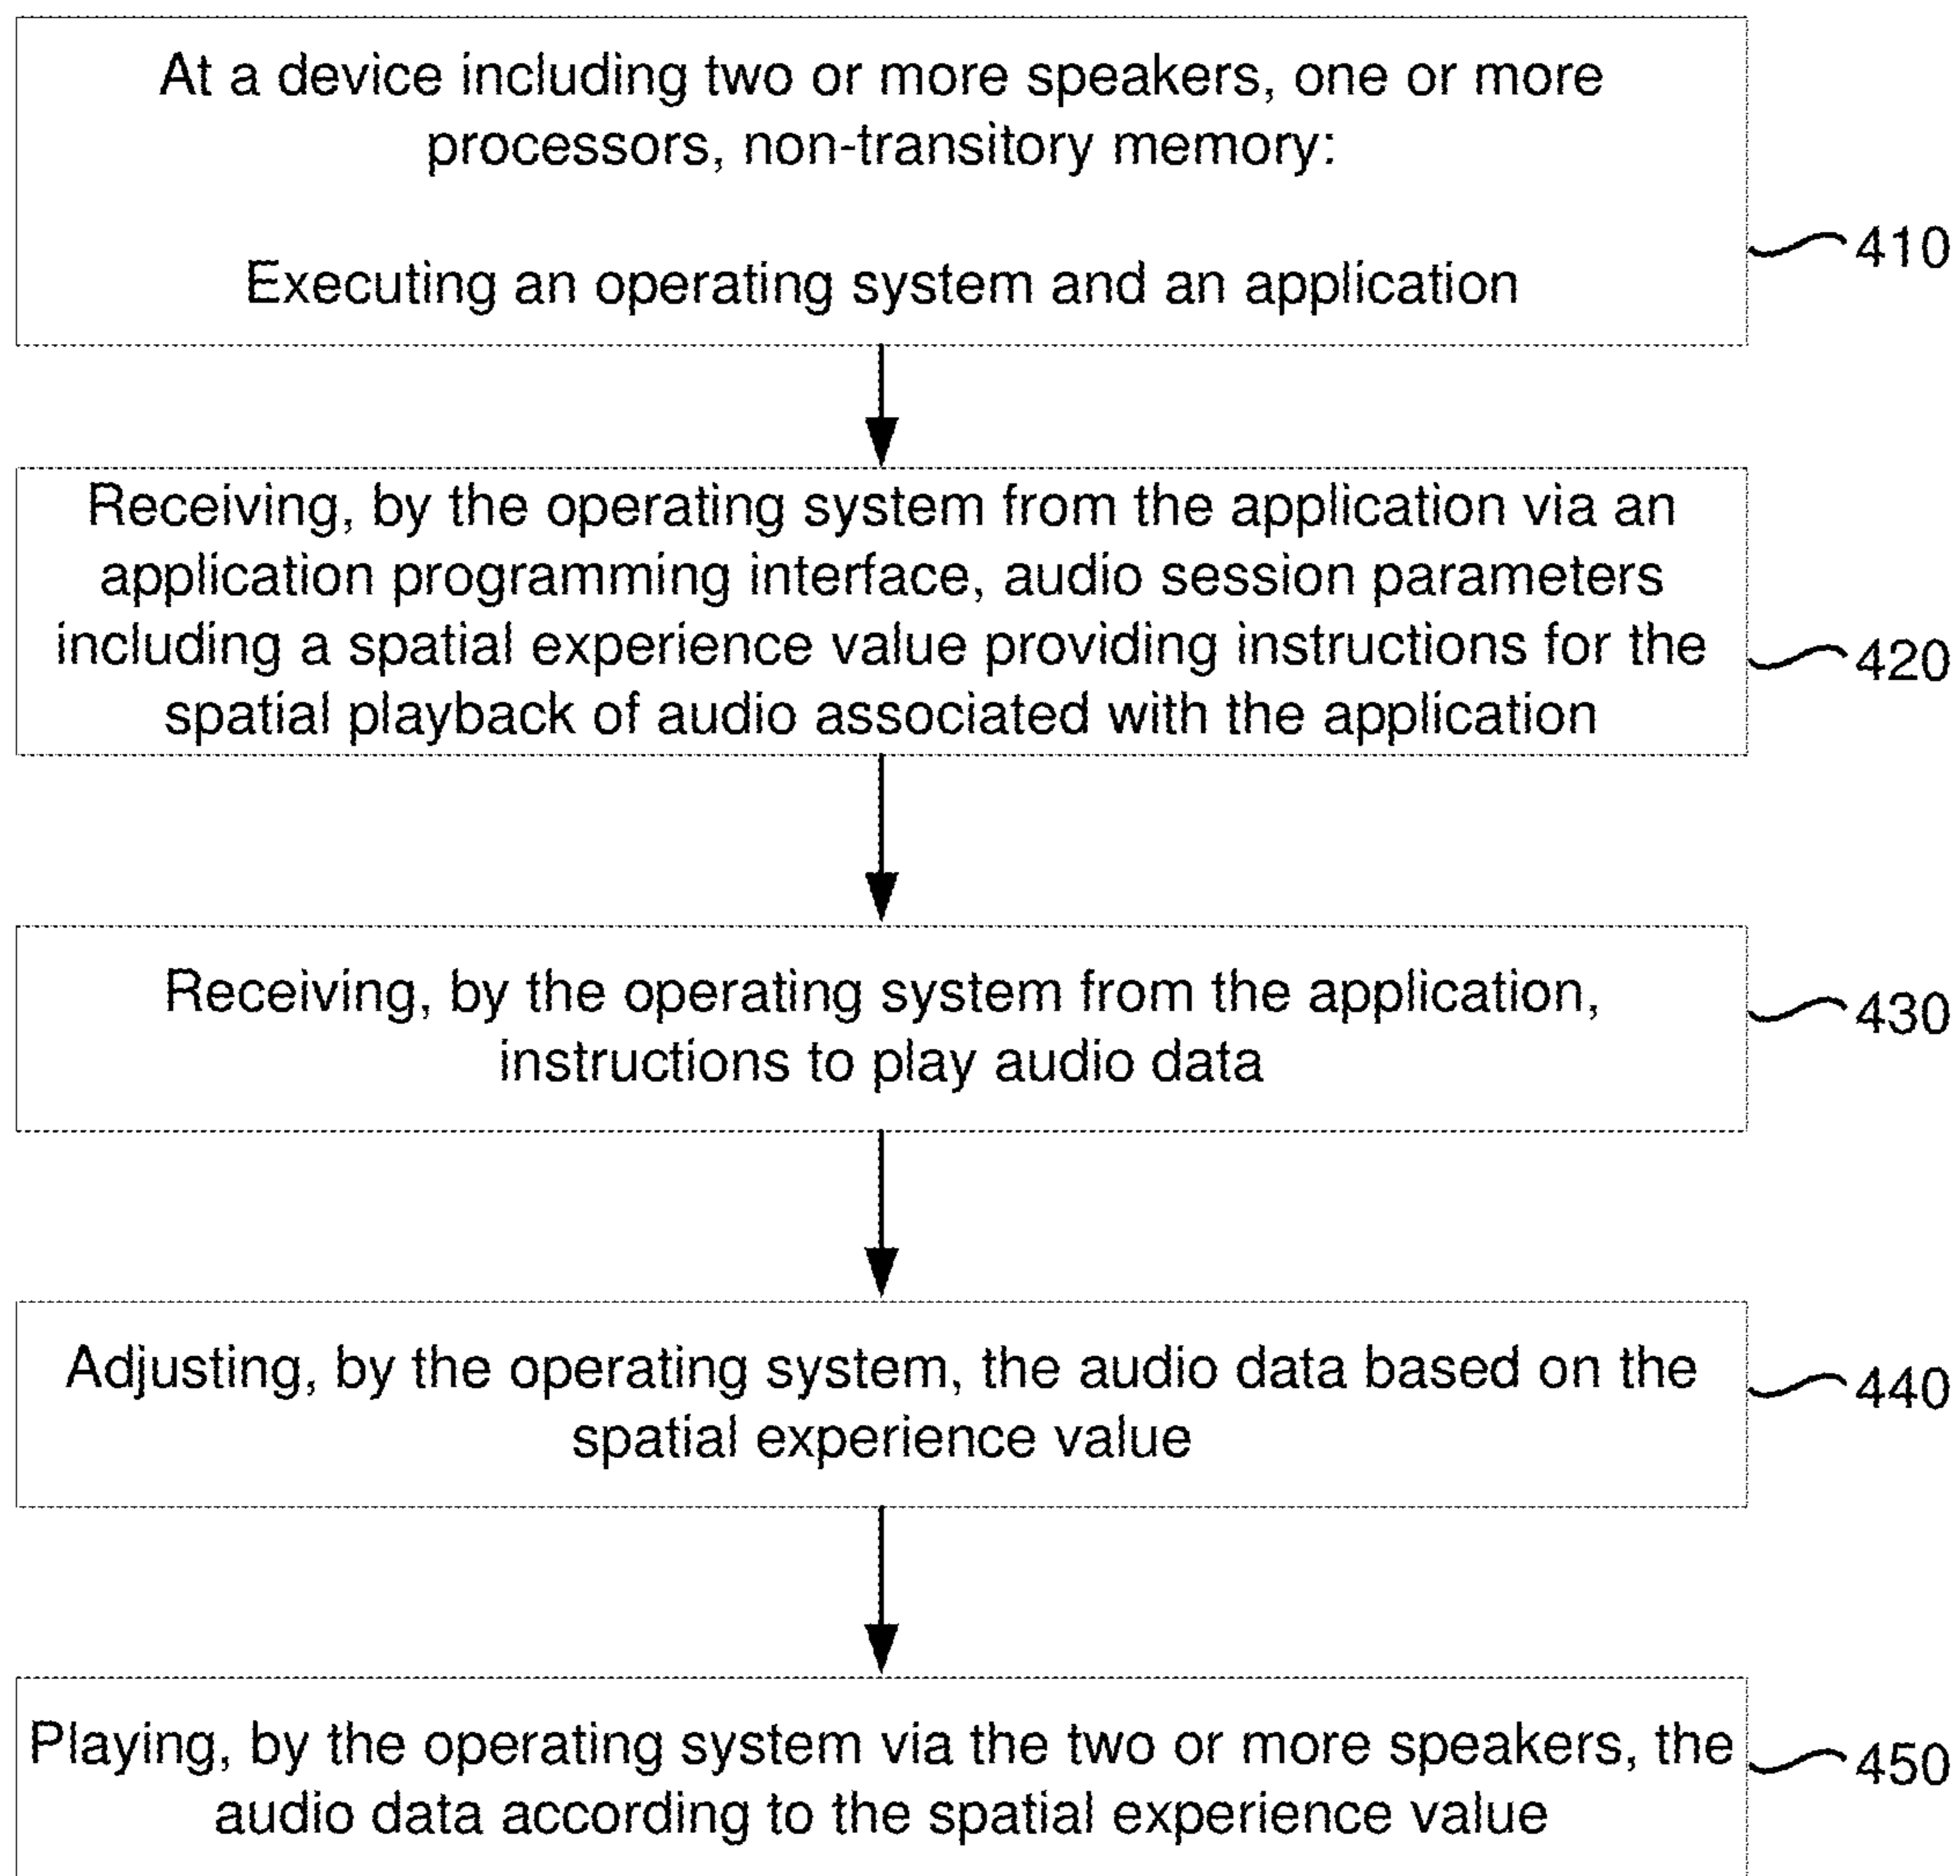 At a device including two or more speakers, one or more
processors, non-transitory memory:
Executing an operating system and an application
410
Receiving, by the operating system from the application via an
application programming interface, audio session parameters
including a spatial experience value providing instructions for the
spatial playback of audio associated with the application
420
Receiving, by the operating system from the application,
instructions to play audio data
430
Adjusting, by the operating system, the audio data based on the
spatial experience value
440
Playing, by the operating system via the two or more speakers, the
audio data according to the spatial experience value
450